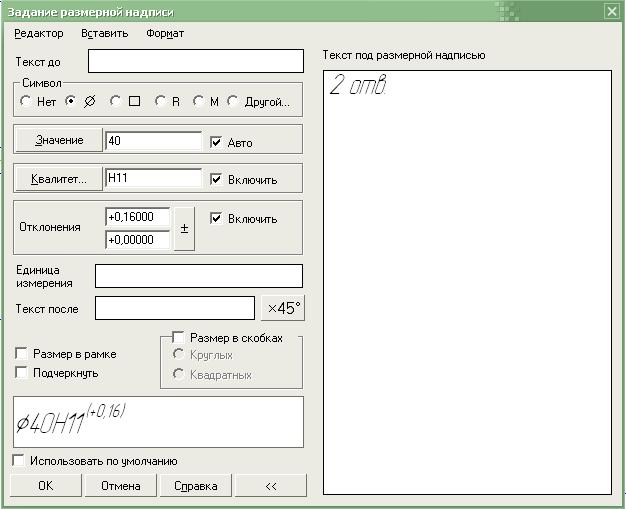 Задание размерной надписи
Редактор Вставить Формат
Текст до
Символ
Нет ∅ □ R M Другой...
Значение 40 Авто
Квалитет... H11 Включить
Отклонения +0,16000 ± Включить
+0,00000
Единица
измерения
Текст после ×45°
Размер в скобках
Размер в рамке Круглых
Подчеркнуть Квадратных
∅40H11(+0,16)
Использовать по умолчанию
OK Отмена Справка <<
Текст под размерной надписью
2 отв.